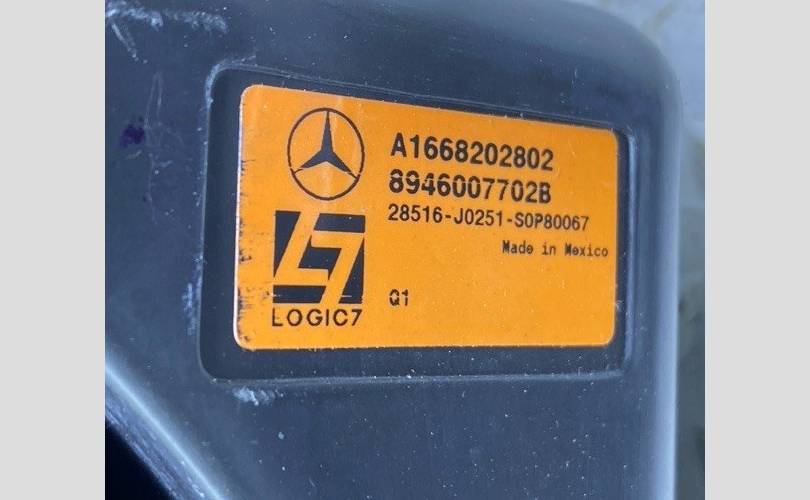 A1668202802
8946007702B
28516-J0251-S0P80067
Made in Mexico
Q1
LOGIC7